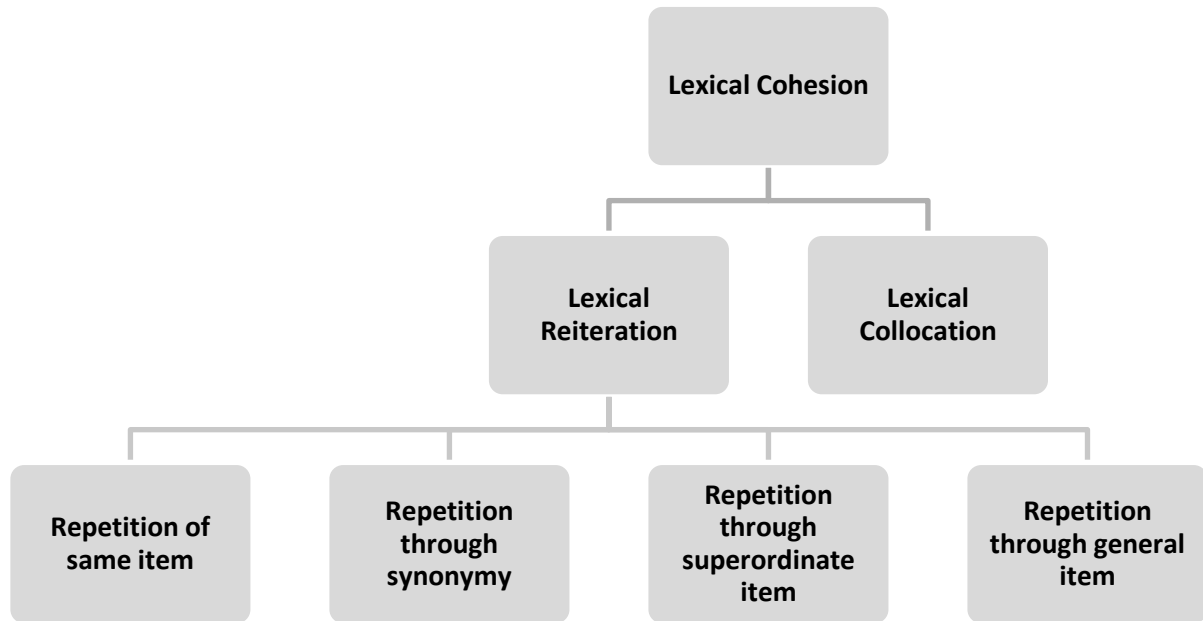 Lexical Cohesion
Lexical
Reiteration
Lexical
Collocation
Repetition of
same item
Repetition
through
synonymy
Repetition
through
superordinate
item
Repetition
through general
item